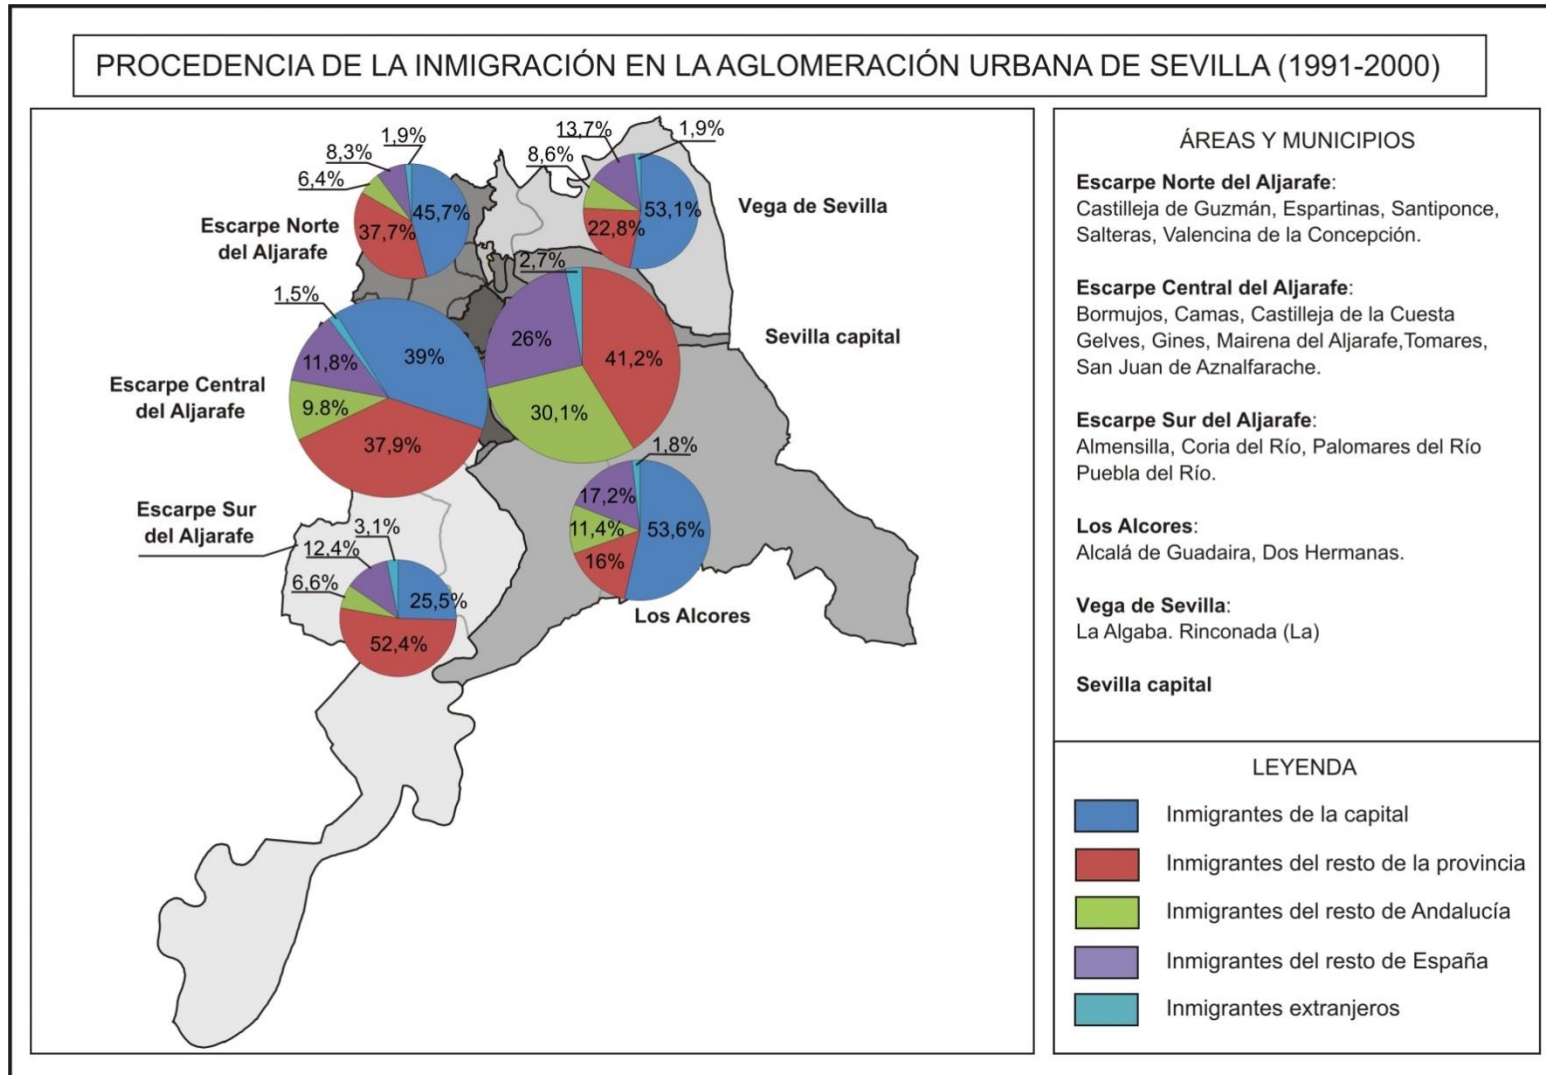 PROCEDENCIA DE LA INMIGRACIÓN EN LA AGLOMERACIÓN URBANA DE SEVILLA (1991-2000)
1,9%
8,3%
6,4%
45,7%
37,7%
Escarpe Norte
del Aljarafe
13,7%
1,9%
8,6%
53,1%
22,8%
Vega de Sevilla
2,7%
26%
41,2%
30,1%
Sevilla capital
1,5%
39%
11,8%
9.8%
37,9%
Escarpe Central
del Aljarafe
1,8%
17,2%
11,4%
53,6%
16%
Los Alcores
Escarpe Sur
del Aljarafe
3,1%
12,4%
6,6%
25,5%
52,4%
ÁREAS Y MUNICIPIOS
Escarpe Norte del Aljarafe:
Castilleja de Guzmán, Espartinas, Santiponce,
Salteras, Valencina de la Concepción.
Escarpe Central del Aljarafe:
Bormujos, Camas, Castilleja de la Cuesta
Gelves, Gines, Mairena del Aljarafe,Tomares,
San Juan de Aznalfarache.
Escarpe Sur del Aljarafe:
Almensilla, Coria del Río, Palomares del Río
Puebla del Río.
Los Alcores:
Alcalá de Guadaira, Dos Hermanas.
Vega de Sevilla:
La Algaba. Rinconada (La)
Sevilla capital
LEYENDA
Inmigrantes de la capital
Inmigrantes del resto de la provincia
Inmigrantes del resto de Andalucía
Inmigrantes del resto de España
Inmigrantes extranjeros